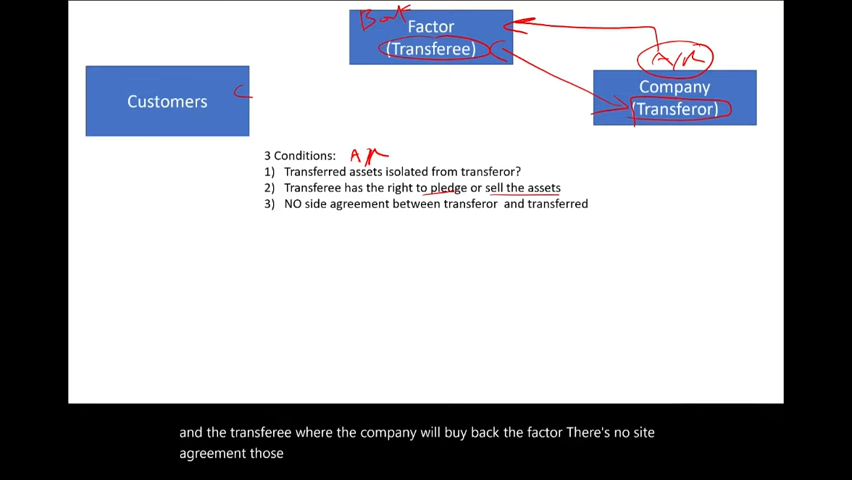 Factor
(Transferee)
A/R
Company
(Transferor)
Customers
3 Conditions: AR
1) Transferred assets isolated from transferor?
2) Transferee has the right to pledge or sell the assets
3) NO side agreement between transferor and transferred
and the transferee where the company will buy back the factor There's no site
agreement those